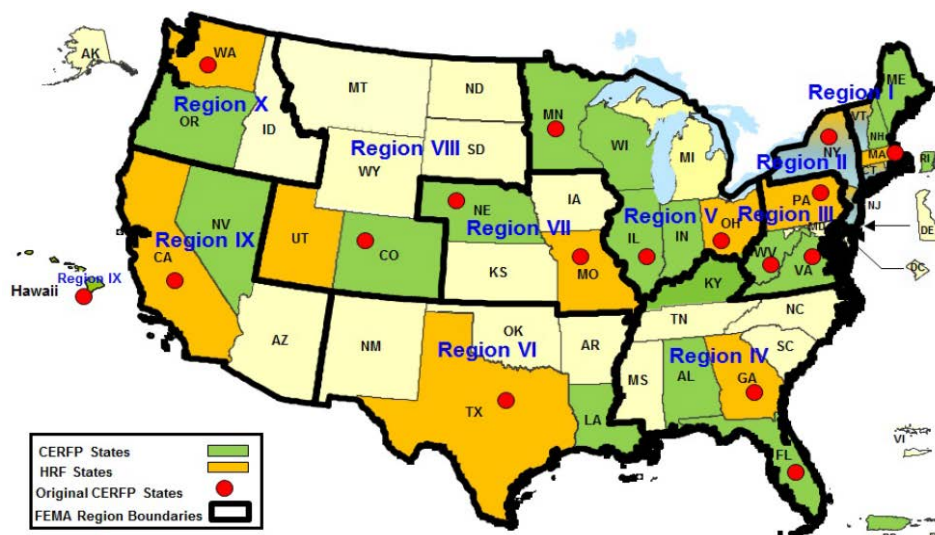 AK
WA
MT
ND
MN
ME
Region I
VT
NH
Region X
OR
ID
Region VIII
SD
WI
MI
NY
MA
RI
CT
Region II
WY
IA
NE
Region VII
NV
Region IX
CA
UT
CO
KS
MO
IL
IN
Region V
OH
PA
Region III
NJ
MD
DE
WV
VA
DC
KY
Region IX
Hawaii
AZ
NM
OK
AR
TN
NC
SC
Region VI
Region IV
TX
LA
MS
AL
GA
FL
VI
CERFP States
HRF States
Original CERFP States
FEMA Region Boundaries